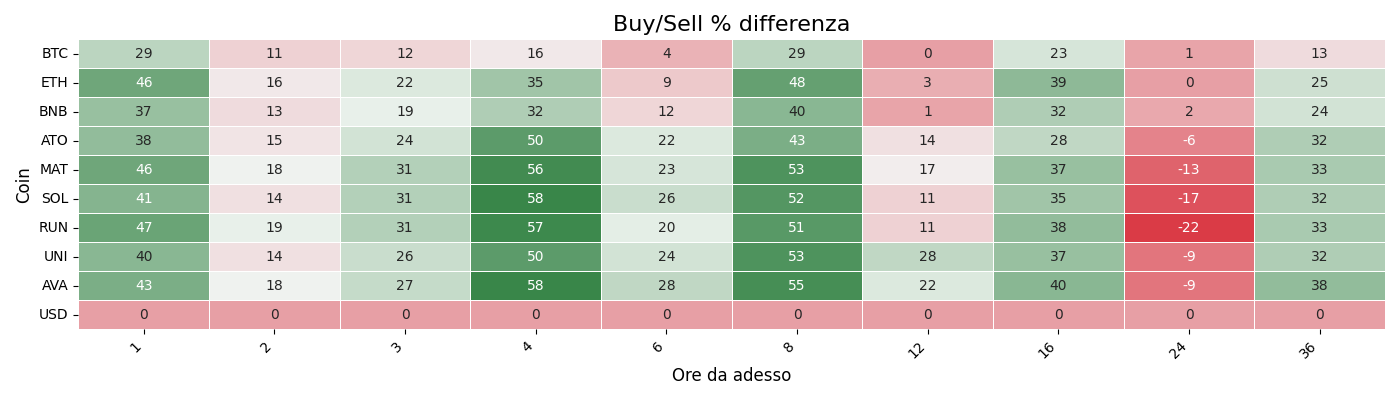 Buy/Sell % differenza
Coin
BTC 29 11 12 16 4 29 0 23 1 13
ETH 46 16 22 35 9 48 3 39 0 25
BNB 37 13 19 32 12 40 1 32 2 24
ATO 38 15 24 50 22 43 14 28 -6 32
MAT 46 18 31 56 23 53 17 37 -13 33
SOL 41 14 31 58 26 52 11 35 -17 32
RUN 47 19 31 57 20 51 11 38 -22 33
UNI 40 14 26 50 24 53 28 37 -9 32
AVA 43 18 27 58 28 55 22 40 -9 38
USD 0 0 0 0 0 0 0 0 0 0
1 2 3 4 6 8 12 16 24 36
Ore da adesso